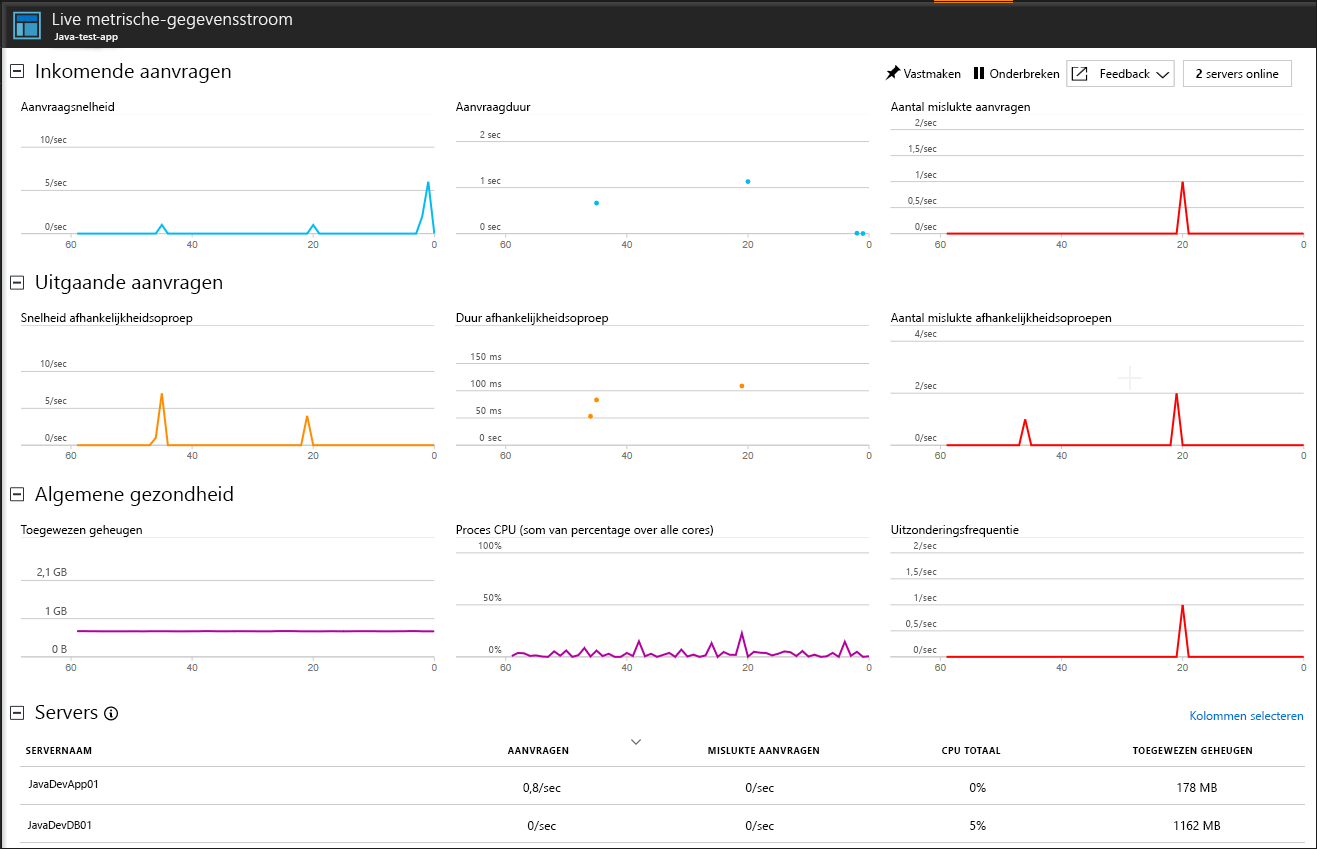 Live metrische-gegevensstroom
Java-test-app
Inkomende aanvragen
Vastmaken Onderbreken Feedback 2 servers online
Aanvraagsnelheid
10/sec
5/sec
0/sec
60 40 20 0
Aanvraagduur
2 sec
1 sec
0 sec
60 40 20 0
Aantal mislukte aanvragen
2/sec
1,5/sec
1/sec
0,5/sec
0/sec
60 40 20 0
Uitgaande aanvragen
Snelheid afhankelijkheidsoproep
10/sec
5/sec
0/sec
60 40 20 0
Duur afhankelijkheidsoproep
150 ms
100 ms
50 ms
0 sec
60 40 20 0
Aantal mislukte afhankelijkheidsoproepen
4/sec
2/sec
0/sec
60 40 20 0
Algemene gezondheid
Toegewezen geheugen
2,1 GB
1 GB
0 B
60 40 20 0
Proces CPU (som van percentage over alle cores)
100%
50%
0%
60 40 20 0
Uitzonderingsfrequentie
2/sec
1,5/sec
1/sec
0,5/sec
0/sec
60 40 20 0
Servers
Kolommen selecteren
SERVERNAAM AANVRAGEN MISLUKTE AANVRAGEN CPU TOTAAL TOEGEWEZEN GEHEUGEN
JavaDevApp01 0,8/sec 0/sec 0% 178 MB
JavaDevDB01 0/sec 0/sec 5% 1162 MB